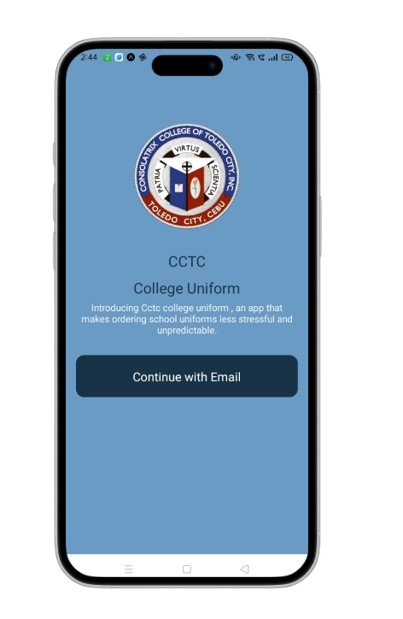 2:44
CONSOLATRIX COLLEGE OF TOLEDO CITY, INC.
VIRTUS
PATRIA
SCIENTIA
TOLEDO CITY, CEBU
CCTC
College Uniform
Introducing Cctc college uniform , an app that
makes ordering school uniforms less stressful and
unpredictable.
Continue with Email